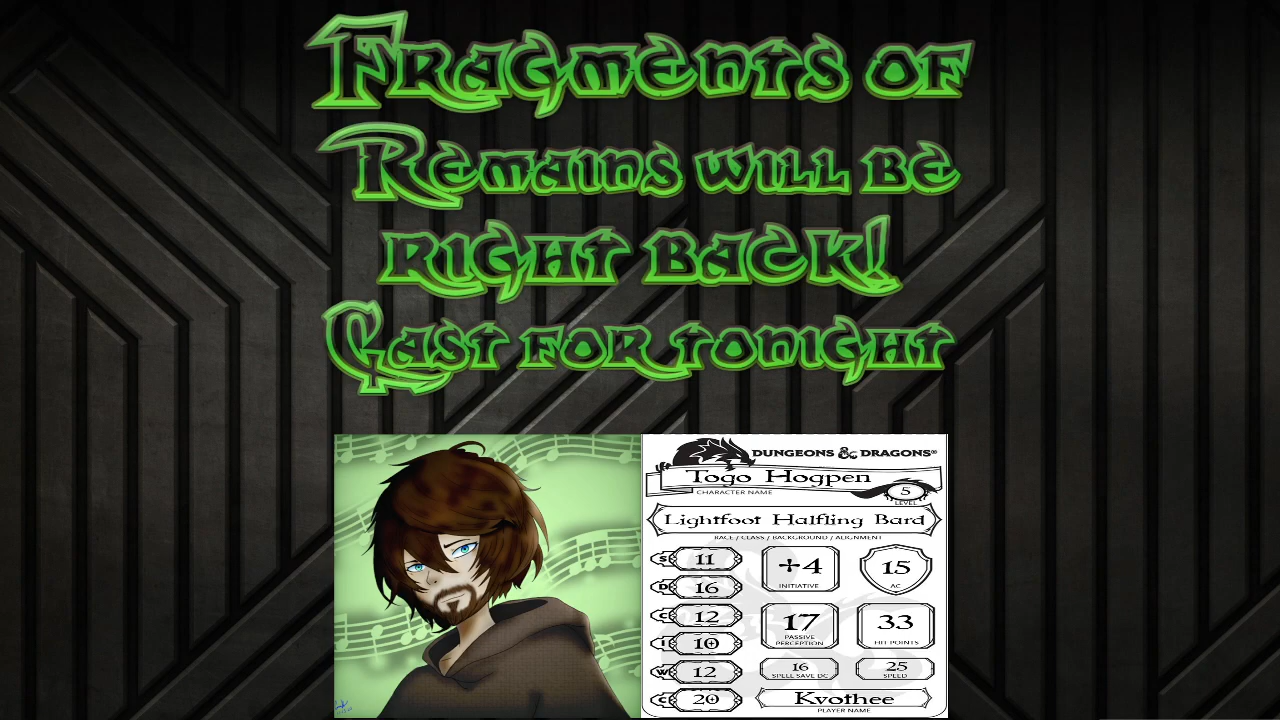 Fragments of
Remains will be
right back!
Cast for tonight
DUNGEONS & DRAGONS®
Togo Hogpen
CHARACTER NAME
5
LEVEL
Lightfoot Halfling Bard
RACE / CLASS / BACKGROUND / ALIGNMENT
S 11
+4
INITIATIVE
15
AC
D 16
C 12
17
PASSIVE PERCEPTION
33
HIT POINTS
I 10
W 12
16
SPELL SAVE DC
25
SPEED
C 20
Kvothee
PLAYER NAME